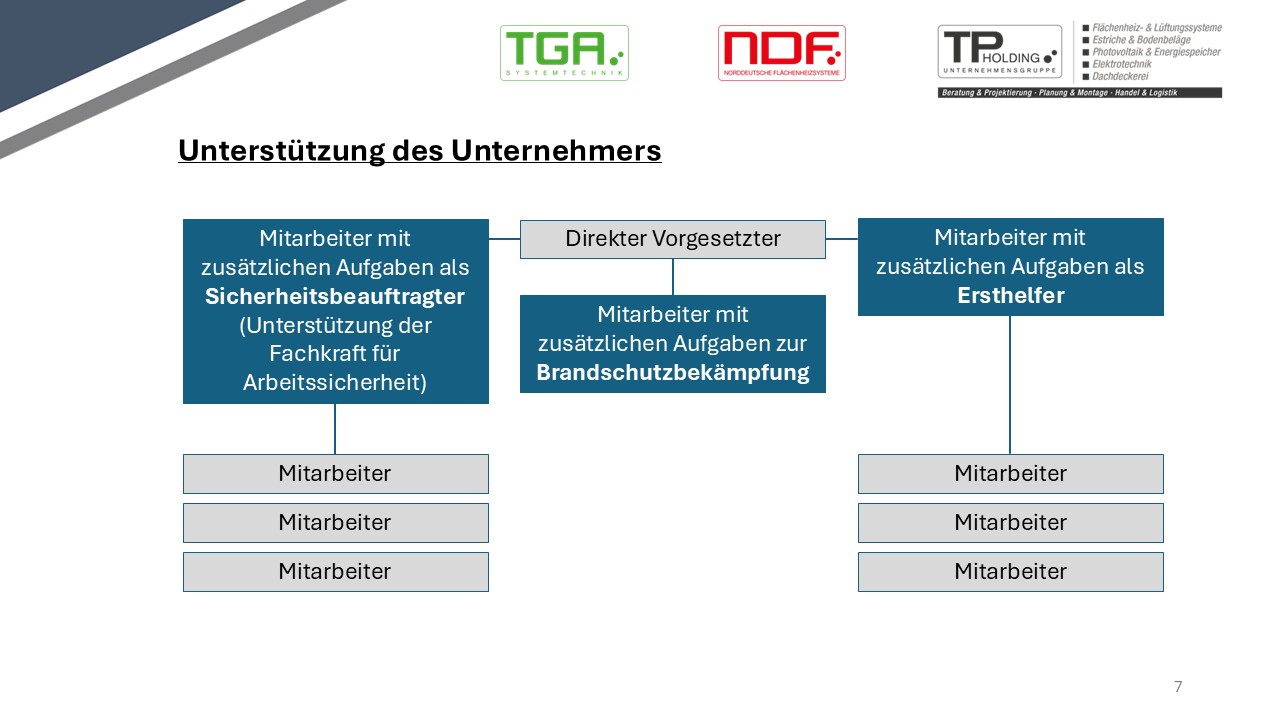 TGA
SYSTEMTECHNIK
NDF
NORDDEUTSCHE FLÄCHENHEIZSYSTEME
TP HOLDING
UNTERNEHMENSGRUPPE
Flächenheiz- & Lüftungssysteme
Estriche & Bodenbeläge
Photovoltaik & Energiespeicher
Elektrotechnik
Dachdeckerei
Beratung & Projektierung · Planung & Montage · Handel & Logistik
Unterstützung des Unternehmers
Mitarbeiter mit
zusätzlichen Aufgaben als
Sicherheitsbeauftragter
(Unterstützung der
Fachkraft für
Arbeitssicherheit)
Direkter Vorgesetzter
Mitarbeiter mit
zusätzlichen Aufgaben zur
Brandschutzbekämpfung
Mitarbeiter mit
zusätzlichen Aufgaben als
Ersthelfer
Mitarbeiter
Mitarbeiter
Mitarbeiter
Mitarbeiter
Mitarbeiter
Mitarbeiter
7